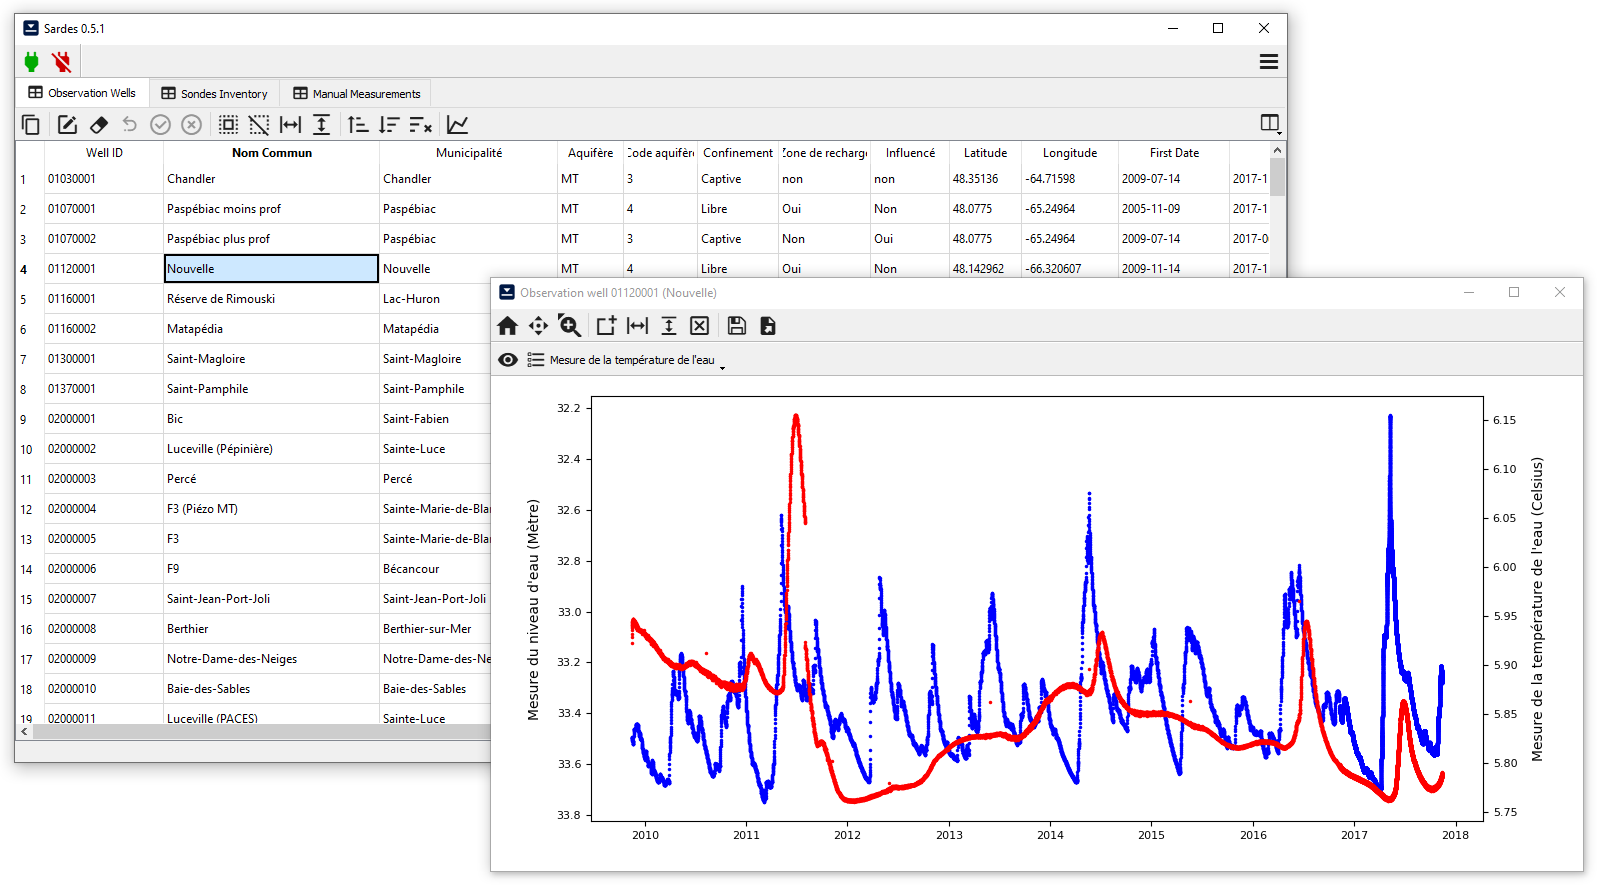 Sardes 0.5.1
Observation Wells Sondes Inventory Manual Measurements
Well ID Nom Commun Municipalité Aquifère Code aquifère Confinement Zone de recharge Influencé Latitude Longitude First Date
1 01030001 Chandler Chandler MT 3 Captive non non 48.35136 -64.71598 2009-07-14 2017-1
2 01070001 Paspébiac moins prof Paspébiac MT 4 Libre Oui Non 48.0775 -65.24964 2005-11-09 2017-1
3 01070002 Paspébiac plus prof Paspébiac MT 3 Captive Non Oui 48.0775 -65.24964 2009-07-14 2017-0
4 01120001 Nouvelle Nouvelle MT 4 Libre Oui Non 48.142962 -66.320607 2009-11-14 2017-1
5 01160001 Réserve de Rimouski Lac-Huron
6 01160002 Matapédia Matapédia
7 01300001 Saint-Magloire Saint-Magloire
8 01370001 Saint-Pamphile Saint-Pamphile
9 02000001 Bic Saint-Fabien
10 02000002 Luceville (Pépinière) Sainte-Luce
11 02000003 Percé Percé
12 02000004 F3 (Piézo MT) Sainte-Marie-de-Bla
13 02000005 F3 Sainte-Marie-de-Bla
14 02000006 F9 Bécancour
15 02000007 Saint-Jean-Port-Joli Saint-Jean-Port-Joli
16 02000008 Berthier Berthier-sur-Mer
17 02000009 Notre-Dame-des-Neiges Notre-Dame-des-Ne
18 02000010 Baie-des-Sables Baie-des-Sables
19 02000011 Luceville (PACES) Sainte-Luce
Observation well 01120001 (Nouvelle)
Mesure de la température de l'eau
Mesure du niveau d'eau (Mètre)
32.2
32.4
32.6
32.8
33.0
33.2
33.4
33.6
33.8
6.15
6.10
6.05
6.00
5.95
5.90
5.85
5.80
5.75
Mesure de la température de l'eau (Celsius)
2010 2011 2012 2013 2014 2015 2016 2017 2018